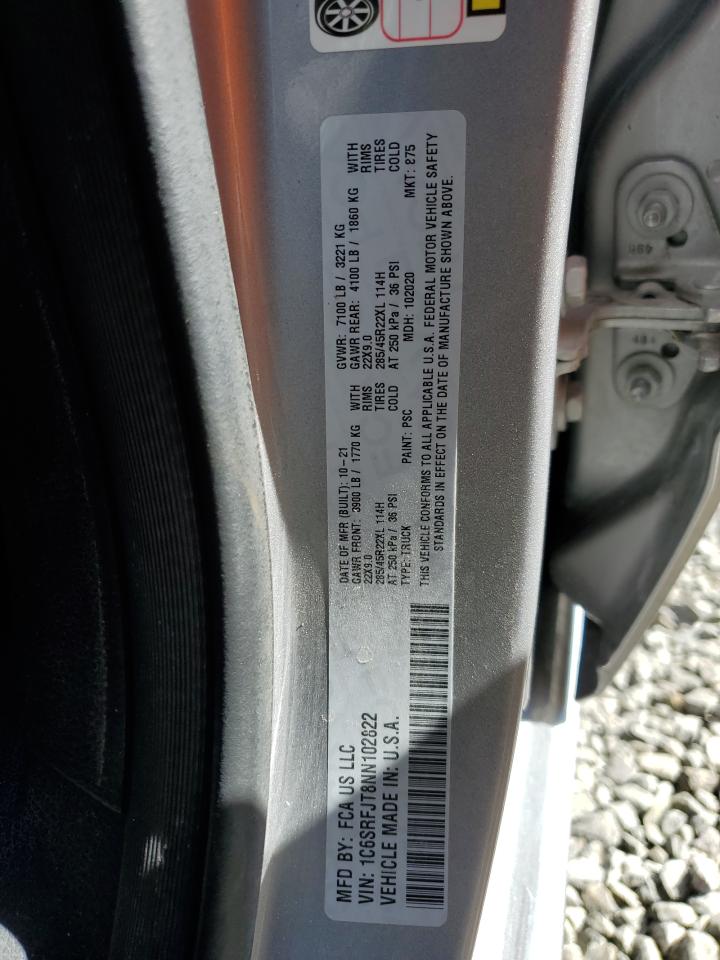 MFD BY: FCA US LLC
VIN: 1C6SRFJT8NN102822
VEHICLE MADE IN: U.S.A.
DATE OF MFR (BUILT): 10-21 GVWR: 7100 LB / 3221 KG
GAWR FRONT: 3900 LB / 1770 KG WITH GAWR REAR: 4100 LB / 1860 KG WITH
22X9.0 RIMS 22X9.0 RIMS
285/45R22XL 114H TIRES 285/45R22XL 114H TIRES
AT 250 kPa / 36 PSI COLD AT 250 kPa / 36 PSI COLD
TYPE: TRUCK PAINT: PSC MDH: 102020 MKT: 875
THIS VEHICLE CONFORMS TO ALL APPLICABLE U.S.A. FEDERAL MOTOR VEHICLE SAFETY
STANDARDS IN EFFECT ON THE DATE OF MANUFACTURE SHOWN ABOVE.